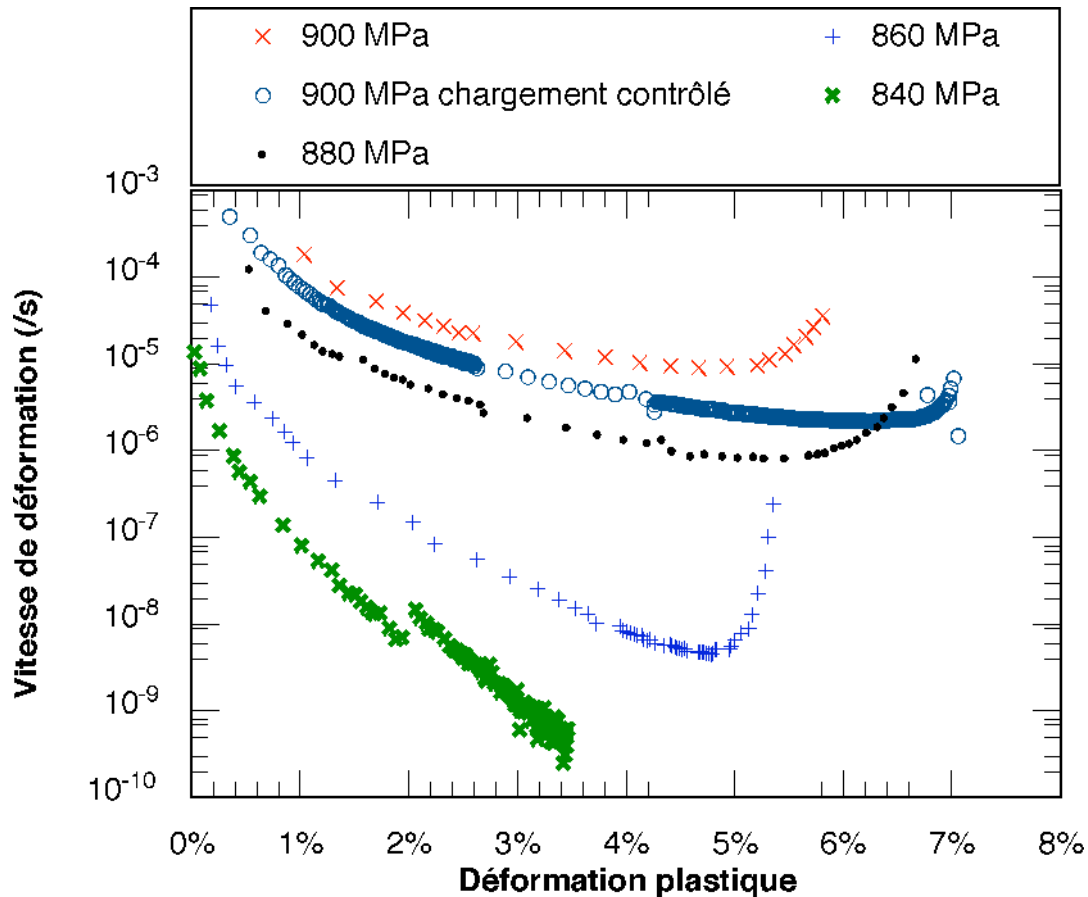 900 MPa
860 MPa
900 MPa chargement contrôlé
840 MPa
880 MPa
Vitesse de déformation (/s)
10-3
10-4
10-5
10-6
10-7
10-8
10-9
10-10
0% 1% 2% 3% 4% 5% 6% 7% 8%
Déformation plastique